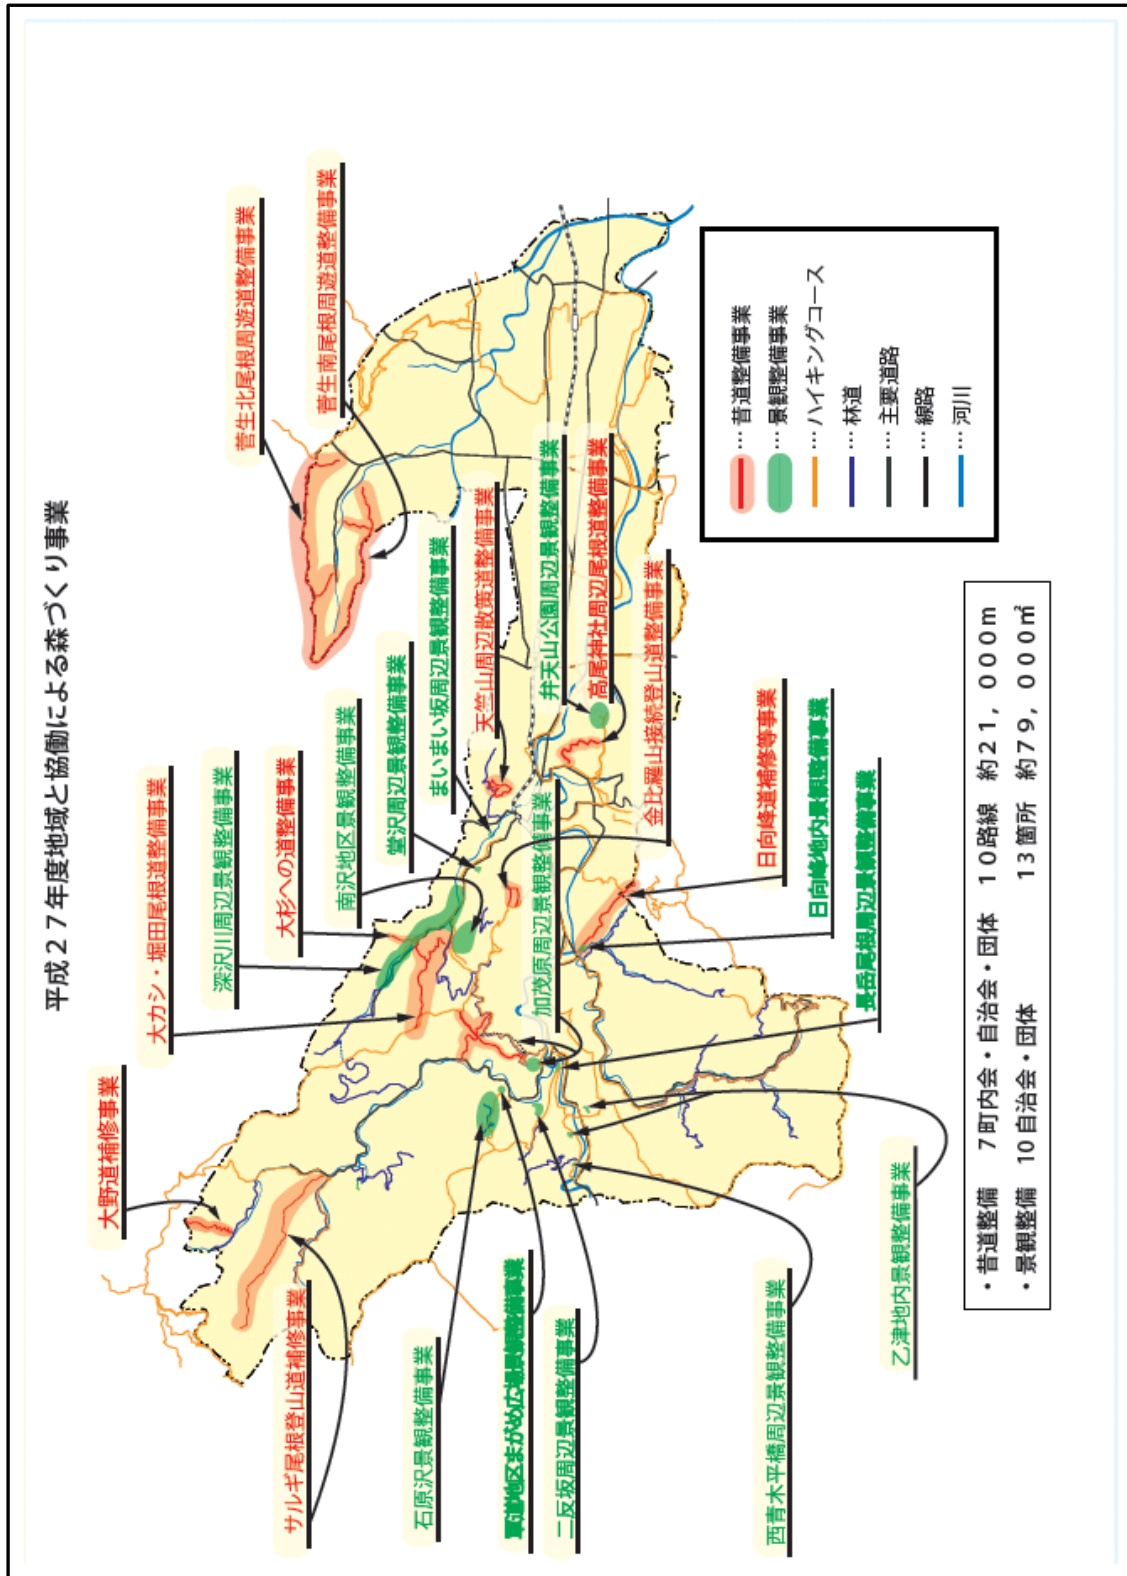 平成２７年度地域と協働による森づくり事業
菅生北尾根周遊道整備事業
菅生南尾根周遊道整備事業
大カシ・堀田尾根道整備事業
深沢川周辺景観整備事業
大杉への道整備事業
南沢地区景観整備事業
堂沢周辺景観整備事業
まいまい坂周辺景観整備事業
天竺山周辺散策道整備事業
弁天山公園周辺景観整備事業
高尾神社周辺尾根道整備事業
金比羅山接続登山道整備事業
加茂原周辺景観整備事業
日向峰道補修等事業
日向峰地内景観整備事業
長岳尾根周辺景観整備事業
大野道補修事業
サルギ尾根登山道補修事業
石原沢景観整備事業
軍道地区まがめ広場景観整備事業
二反坂周辺景観整備事業
西青木平橋周辺景観整備事業
乙津地内景観整備事業
…昔道整備事業
…景観整備事業
…ハイキングコース
…林道
…主要道路
…線路
…河川
・昔道整備　７町内会・自治会・団体　１０路線　約２１，０００ｍ
・景観整備　10自治会・団体　１３箇所　約７９，０００㎡